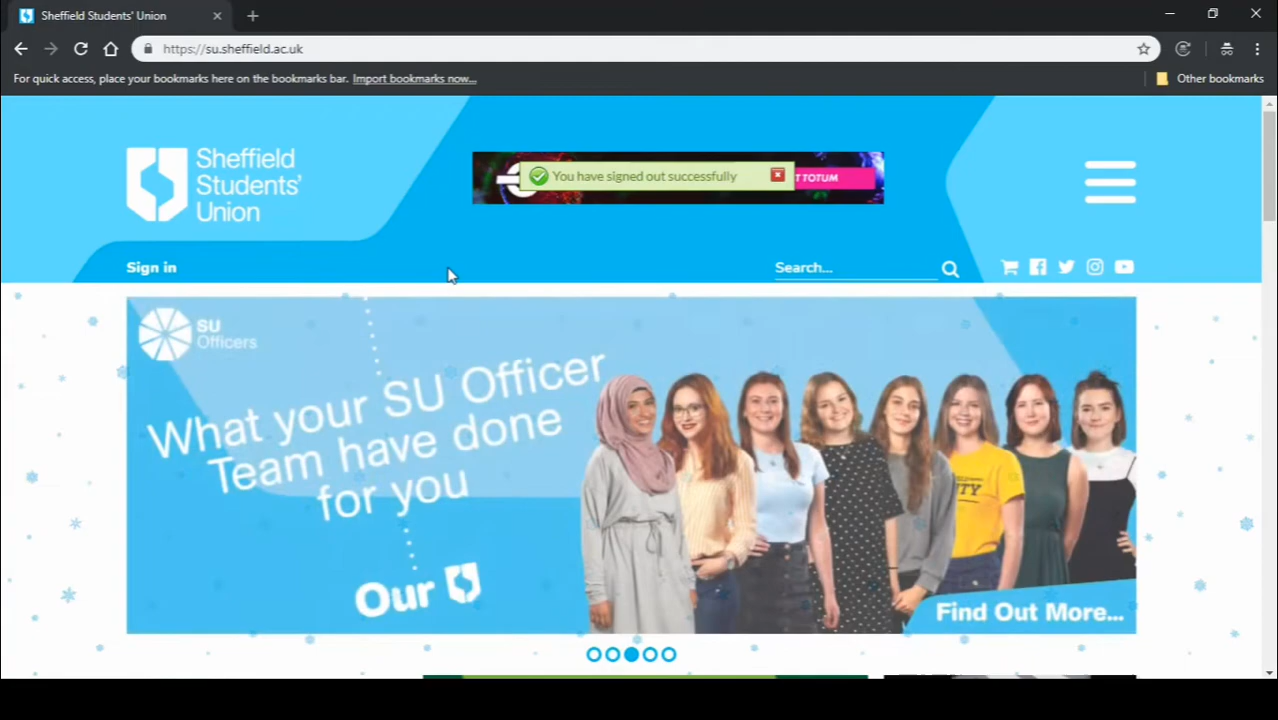 Sheffield Students' Union
https://su.sheffield.ac.uk
For quick access, place your bookmarks here on the bookmarks bar. Import bookmarks now...
Other bookmarks
Sheffield
Students'
Union
You have signed out successfully
T TOTUM
Sign in
Search...
SU
Officers
What your SU Officer
Team have done
for you
Our
Find Out More...